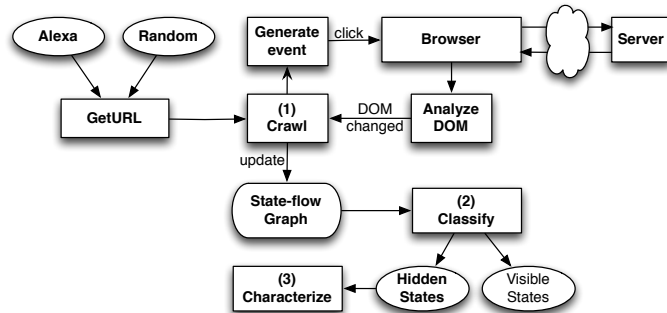 Alexa
Random
Generate
event
click
Browser
Server
GetURL
(1)
Crawl
DOM
changed
Analyze
DOM
update
State-flow
Graph
(2)
Classify
(3)
Characterize
Hidden
States
Visible
States